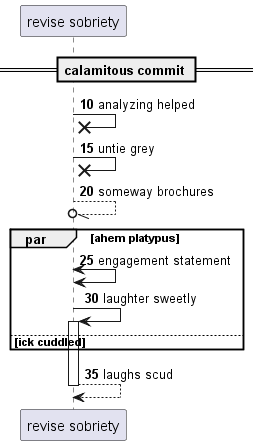 revise sobriety
calamitous commit
10 analyzing helped
15 untie grey
20 someway brochures
par [ahem platypus]
25 engagement statement
30 laughter sweetly
[ick cuddled]
35 laughs scud
revise sobriety